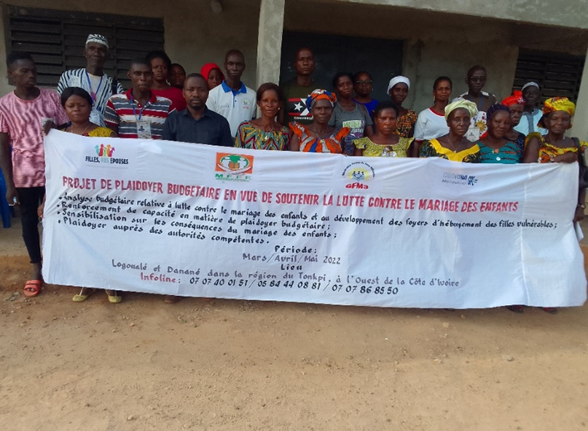 FILLES, PAS EPOUSES
GFM3
PROJET DE PLAIDOYER BUDGETAIRE EN VUE DE SOUTENIR LA LUTTE CONTRE LE MARIAGE DES ENFANTS
• Analyse budgétaire relative à lutte contre le mariage des enfants et au développement des foyers d'hébergement des filles vulnérables;
• Renforcement de capacité en matière de plaidoyer budgétaire;
• Sensibilisation sur les conséquences du mariage des enfants;
• Plaidoyer auprès des autorités compétentes.
Période:
Mars/Avril/Mai 2022
Lieu
Logoualé et Danané dans la région du Tonkpi, à l'Ouest de la Côte d'Ivoire
Infoline: 07 07 40 01 51 / 05 84 44 08 81 / 07 07 86 85 50